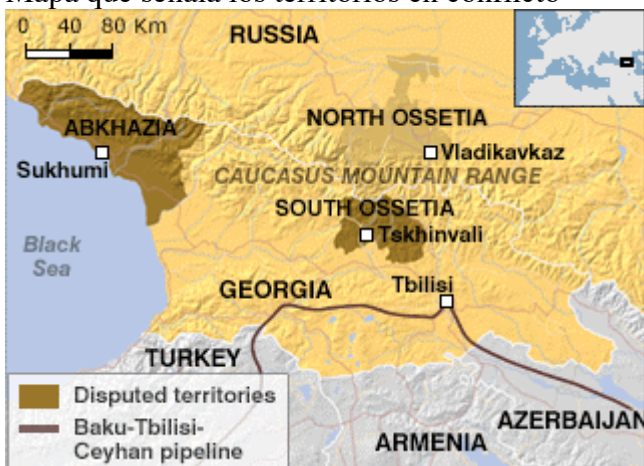 Mapa que señala los territorios en conflicto
0 40 80 Km
RUSSIA
NORTH OSSETIA
ABKHAZIA
Sukhumi
Vladikavkaz
CAUCASUS MOUNTAIN RANGE
SOUTH OSSETIA
Tskhinvali
Black
Sea
GEORGIA
Tbilisi
TURKEY
Disputed territories
Baku-Tbilisi-
Ceyhan pipeline
ARMENIA
AZERBAIJAN